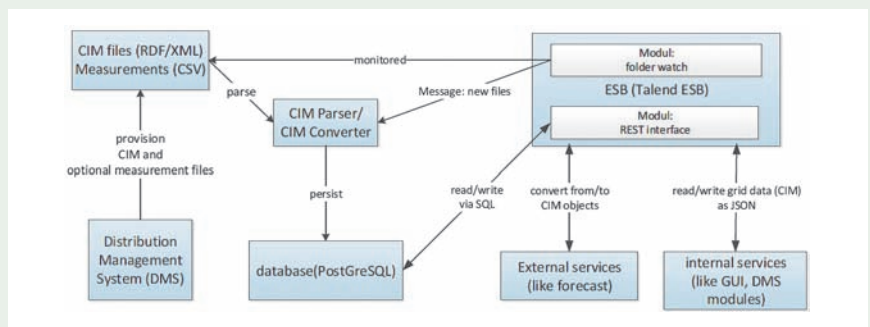 CIM files (RDF/XML)
Measurements (CSV)
monitored
Modul:
folder watch
ESB (Talend ESB)
parse
Message: new files
CIM Parser/
CIM Converter
Modul:
REST interface
provision
CIM and
optional measurement files
persist
read/write
via SQL
convert from/to
CIM objects
read/write grid data (CIM)
as JSON
Distribution
Management
System (DMS)
database(PostGreSQL)
External services
(like forecast)
internal services
(like GUI, DMS
modules)